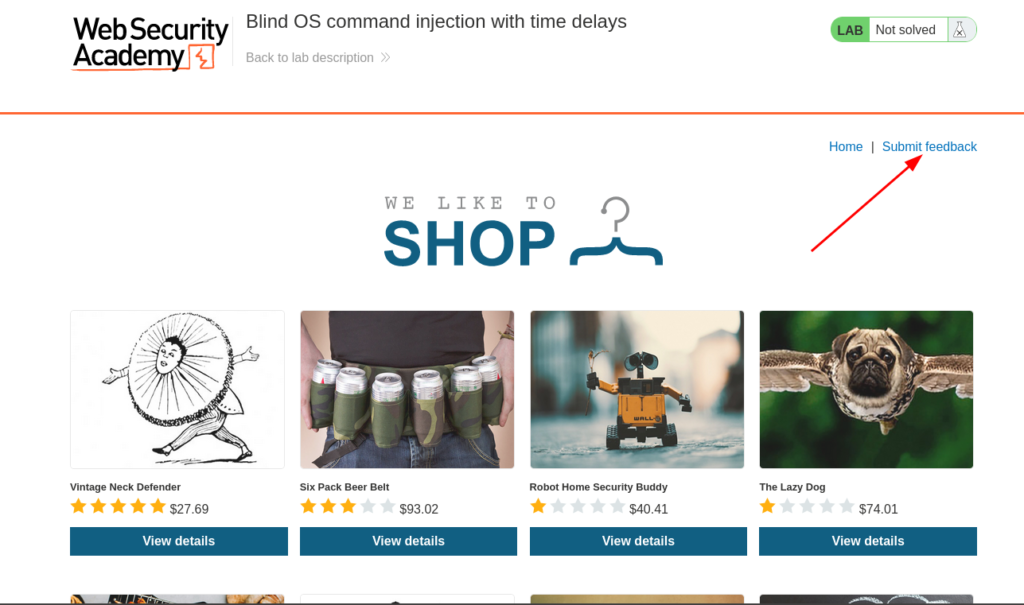 Web Security
Academy
Blind OS command injection with time delays
Back to lab description
LAB Not solved
Home | Submit feedback
WE LIKE TO
SHOP
WALL
Vintage Neck Defender
Six Pack Beer Belt
Robot Home Security Buddy
The Lazy Dog
$27.69
$93.02
$40.41
$74.01
View details
View details
View details
View details